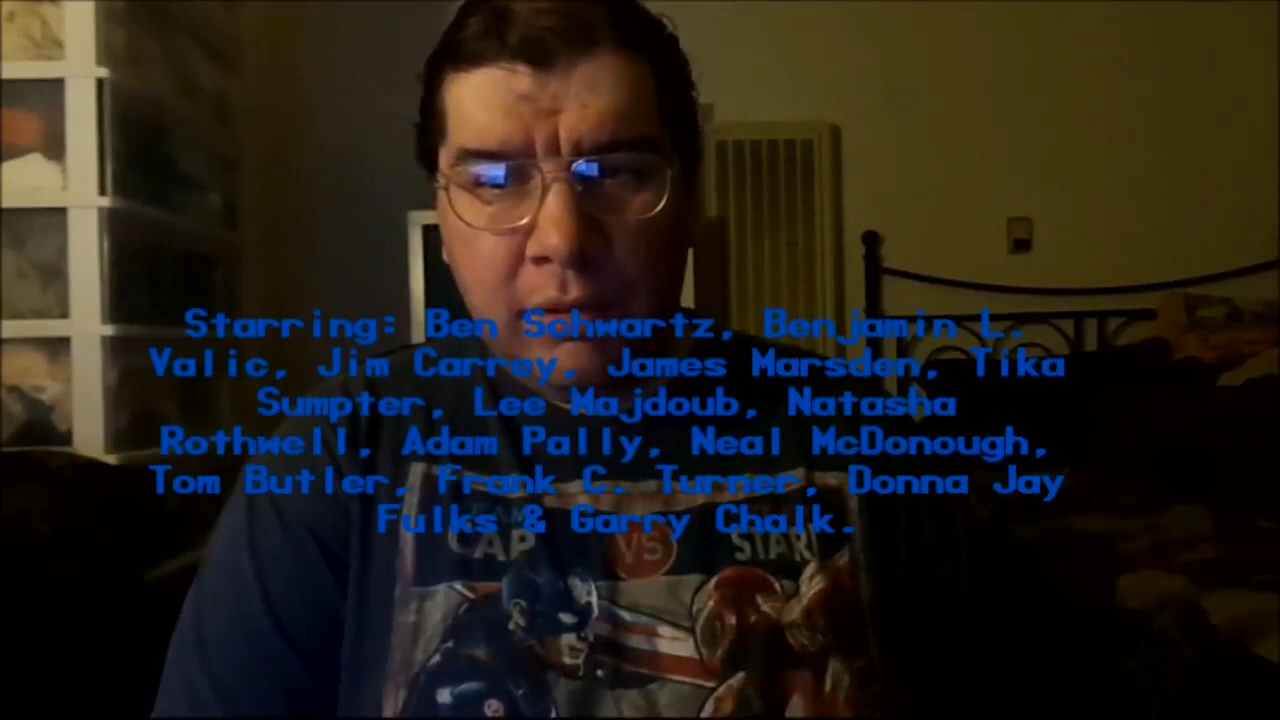 Starring: Ben Schwartz, Benjamin L.
Valic, Jim Carrey, James Marsden, Tika
Sumpter, Lee Majdoub, Natasha
Rothwell, Adam Pally, Neal McDonough,
Tom Butler, Frank C. Turner, Donna Jay
Fulks & Garry Chalk.
CAP VS STARK